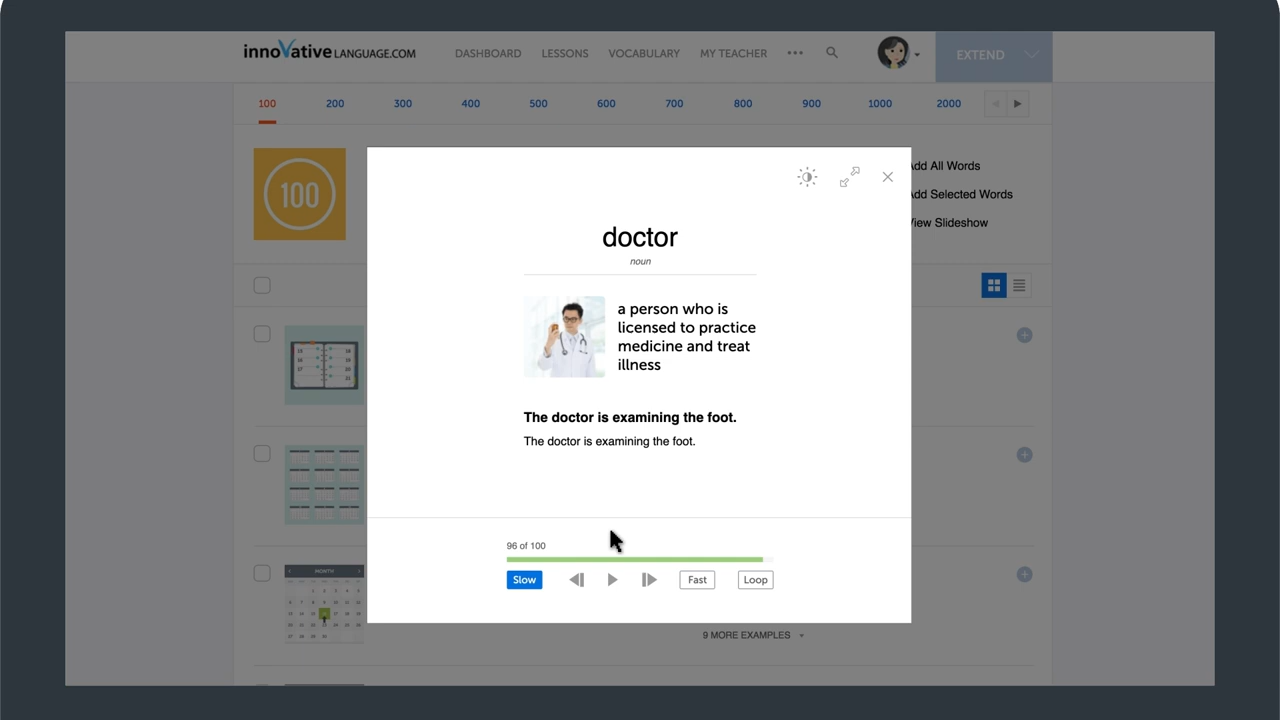 innoVative LANGUAGE.COM
DASHBOARD LESSONS VOCABULARY MY TEACHER ••• EXTEND
100 200 300 400 500 600 700 800 900 1000 2000
100
Add All Words
Add Selected Words
View Slideshow
doctor
noun
a person who is
licensed to practice
medicine and treat
illness
The doctor is examining the foot.
The doctor is examining the foot.
96 of 100
Slow Fast Loop
MONTH
9 MORE EXAMPLES